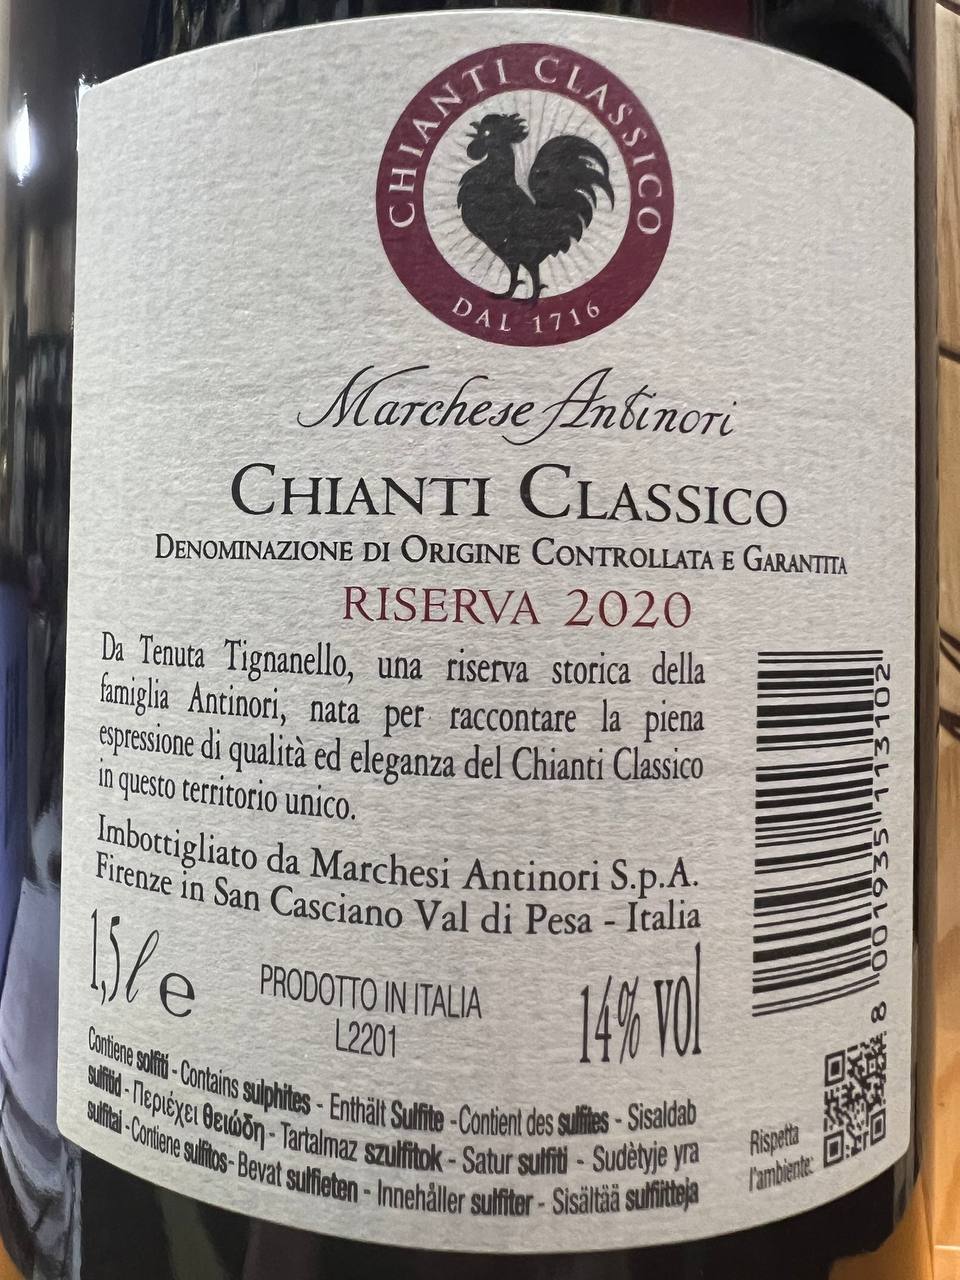 CHIANTI CLASSICO
DAL 1716
Marchese Antinori
CHIANTI CLASSICO
DENOMINAZIONE DI ORIGINE CONTROLLATA E GARANTITA
RISERVA 2020
Da Tenuta Tignanello, una riserva storica della
famiglia Antinori, nata per raccontare la piena
espressione di qualità ed eleganza del Chianti Classico
in questo territorio unico.
Imbottigliato da Marchesi Antinori S.p.A.
Firenze in San Casciano Val di Pesa - Italia
1,5 l e
PRODOTTO IN ITALIA
L2201
14% vol
Contiene solfiti - Contains sulphites - Enthält Sulfite - Contient des sulfites - Sisaldab
sulfitid - Περιέχει θειώδη - Tartalmaz szulfitok - Satur sulfiti - Sudėtyje yra
sulfitai - Contiene sulfitos - Bevat sulfieten - Innehåller sulfiter - Sisältää sulfiitteja
8 001935 113102
Rispetta
l'ambiente: